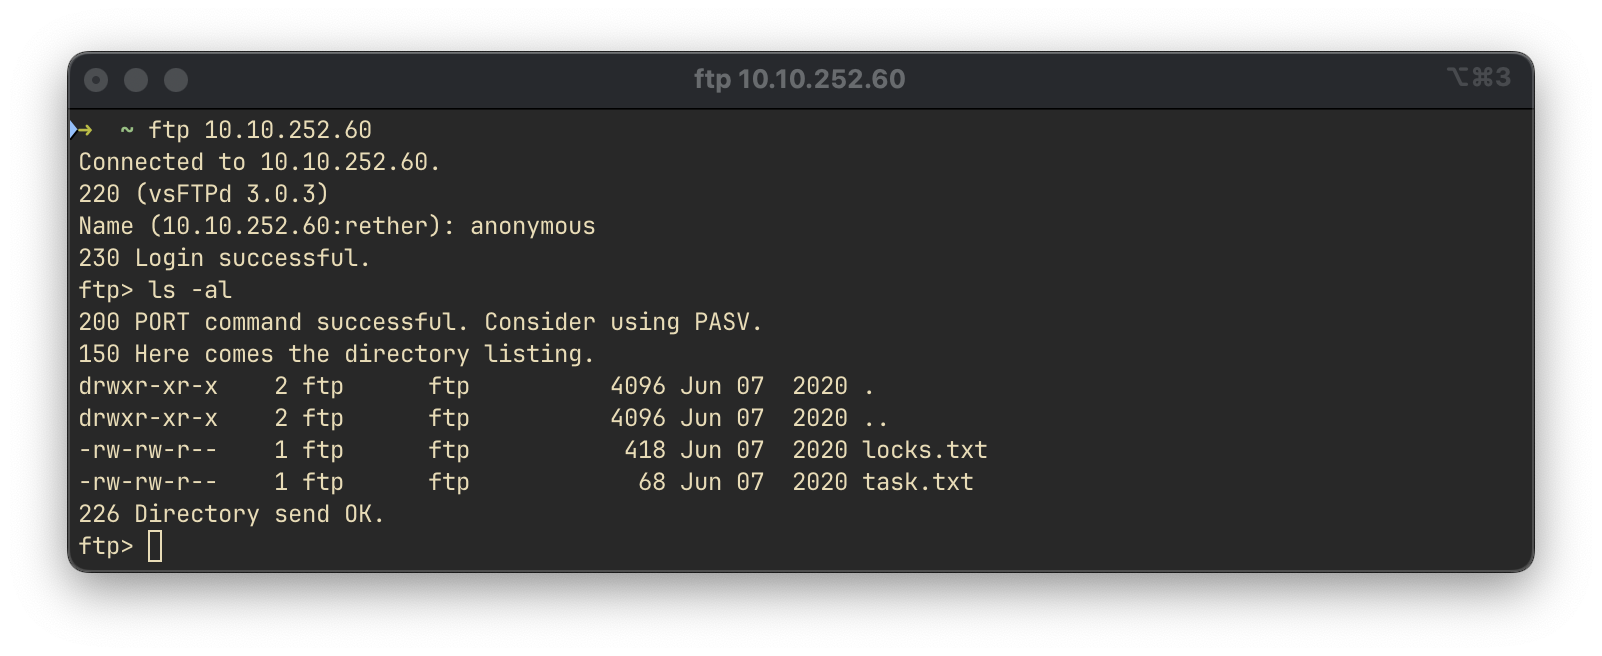 ftp 10.10.252.60 ⌥⌘3
➜ ~ ftp 10.10.252.60
Connected to 10.10.252.60.
220 (vsFTPd 3.0.3)
Name (10.10.252.60:rether): anonymous
230 Login successful.
ftp> ls -al
200 PORT command successful. Consider using PASV.
150 Here comes the directory listing.
drwxr-xr-x    2 ftp      ftp          4096 Jun 07  2020 .
drwxr-xr-x    2 ftp      ftp          4096 Jun 07  2020 ..
-rw-rw-r--    1 ftp      ftp           418 Jun 07  2020 locks.txt
-rw-rw-r--    1 ftp      ftp            68 Jun 07  2020 task.txt
226 Directory send OK.
ftp>